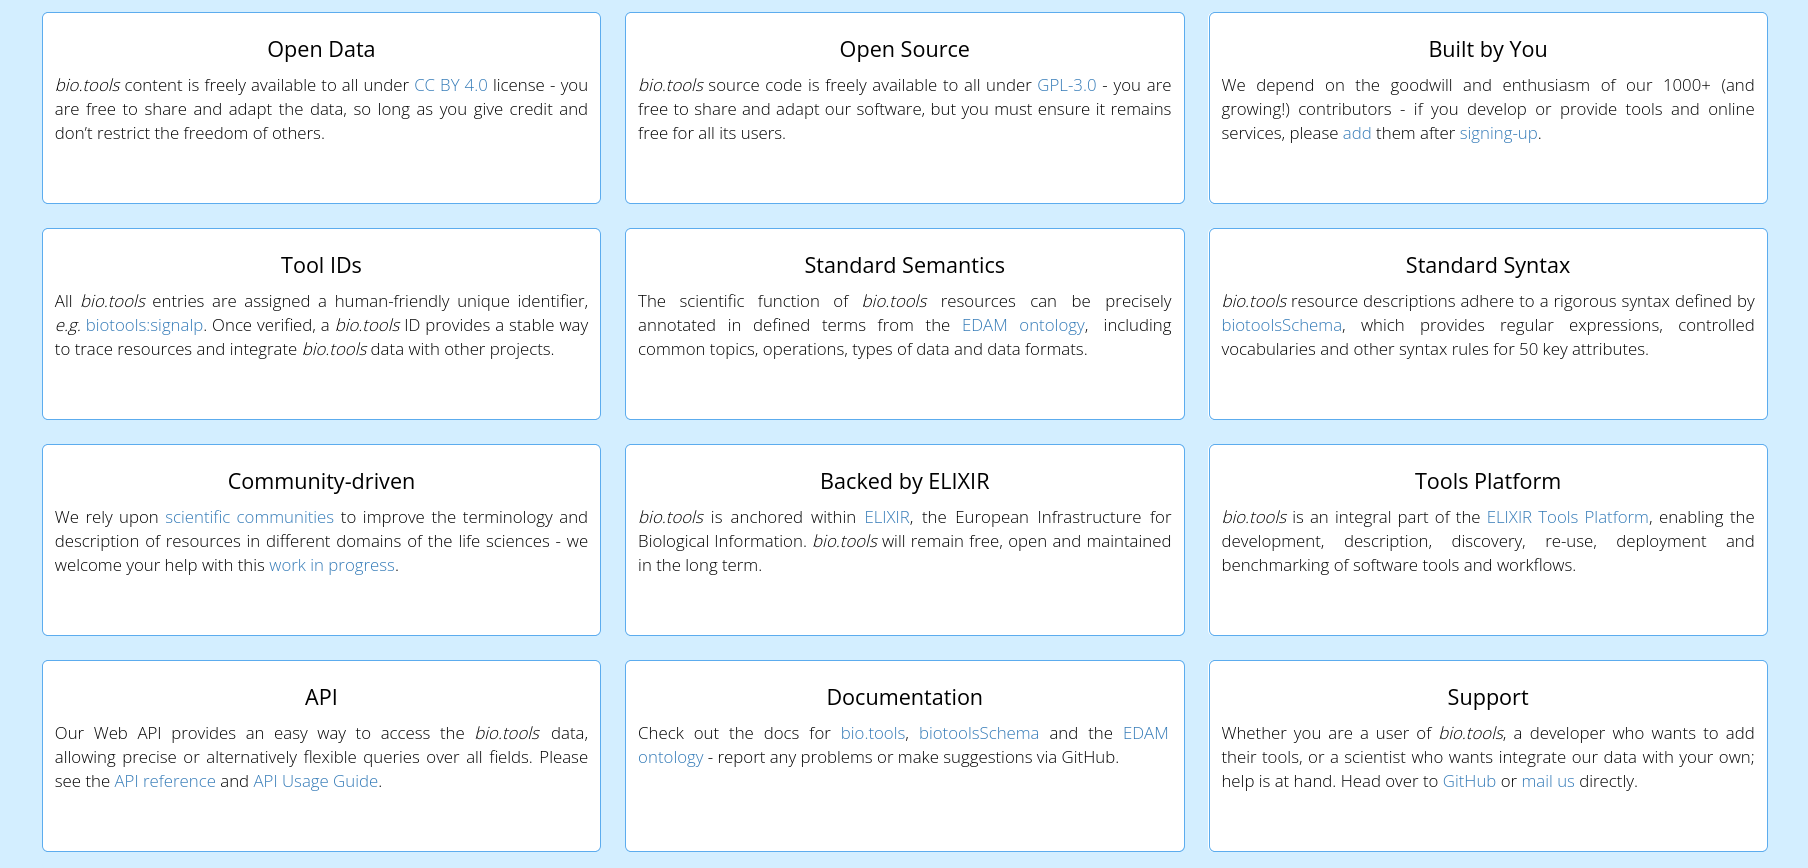 Open Data
bio.tools content is freely available to all under CC BY 4.0 license - you
are free to share and adapt the data, so long as you give credit and
don't restrict the freedom of others.
Open Source
bio.tools source code is freely available to all under GPL-3.0 - you are
free to share and adapt our software, but you must ensure it remains
free for all its users.
Built by You
We depend on the goodwill and enthusiasm of our 1000+ (and
growing!) contributors - if you develop or provide tools and online
services, please add them after signing-up.
Tool IDs
All bio.tools entries are assigned a human-friendly unique identifier,
e.g. biotools:signalp. Once verified, a bio.tools ID provides a stable way
to trace resources and integrate bio.tools data with other projects.
Standard Semantics
The scientific function of bio.tools resources can be precisely
annotated in defined terms from the EDAM ontology, including
common topics, operations, types of data and data formats.
Standard Syntax
bio.tools resource descriptions adhere to a rigorous syntax defined by
biotoolsSchema, which provides regular expressions, controlled
vocabularies and other syntax rules for 50 key attributes.
Community-driven
We rely upon scientific communities to improve the terminology and
description of resources in different domains of the life sciences - we
welcome your help with this work in progress.
Backed by ELIXIR
bio.tools is anchored within ELIXIR, the European Infrastructure for
Biological Information. bio.tools will remain free, open and maintained
in the long term.
Tools Platform
bio.tools is an integral part of the ELIXIR Tools Platform, enabling the
development, description, discovery, re-use, deployment and
benchmarking of software tools and workflows.
API
Our Web API provides an easy way to access the bio.tools data,
allowing precise or alternatively flexible queries over all fields. Please
see the API reference and API Usage Guide.
Documentation
Check out the docs for bio.tools, biotoolsSchema and the EDAM
ontology - report any problems or make suggestions via GitHub.
Support
Whether you are a user of bio.tools, a developer who wants to add
their tools, or a scientist who wants integrate our data with your own;
help is at hand. Head over to GitHub or mail us directly.